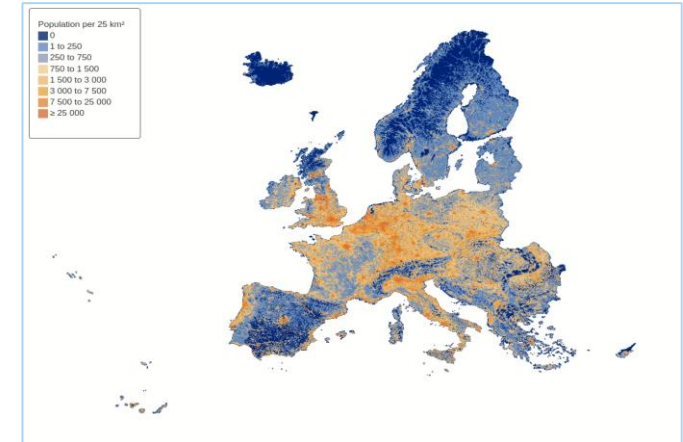 Population per 25 km²
0
1 to 250
250 to 750
750 to 1 500
1 500 to 3 000
3 000 to 7 500
7 500 to 25 000
≥ 25 000